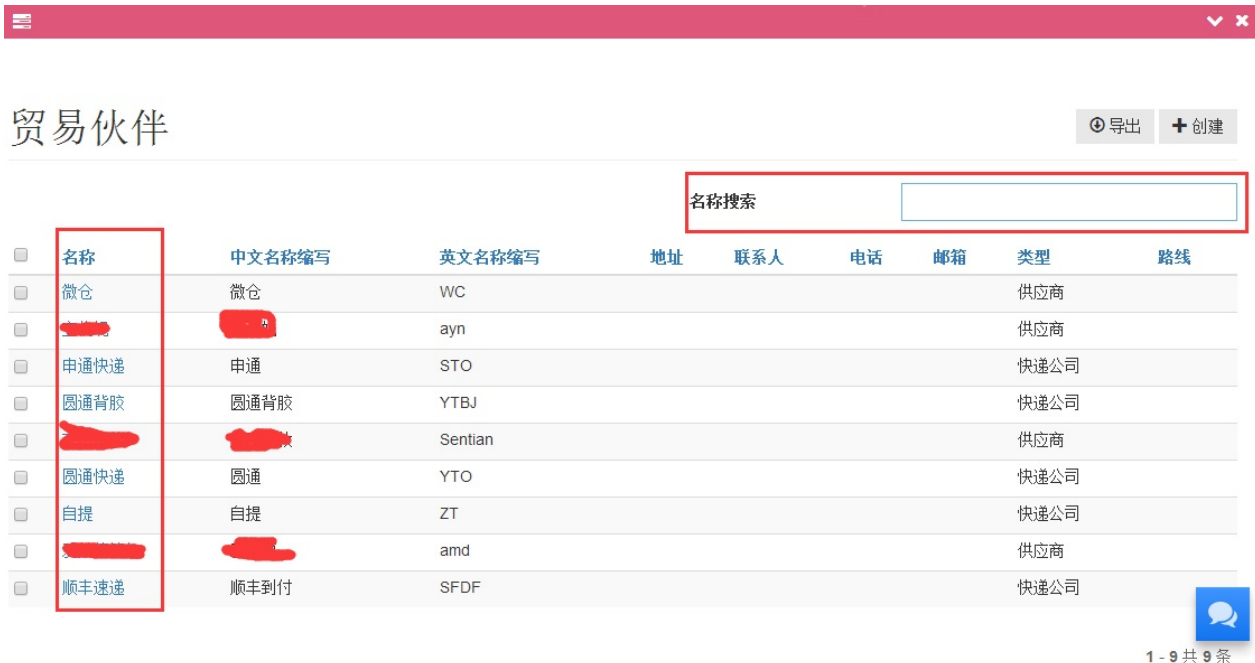 贸易伙伴
导出 创建
名称搜索
名称 中文名称缩写 英文名称缩写 地址 联系人 电话 邮箱 类型 路线
微仓 微仓 WC 供应商
ayn 供应商
申通快递 申通 STO 快递公司
圆通背胶 圆通背胶 YTBJ 快递公司
Sentian 供应商
圆通快递 圆通 YTO 快递公司
自提 自提 ZT 快递公司
amd 供应商
顺丰速递 顺丰到付 SFDF 快递公司
1 - 9 共 9 条